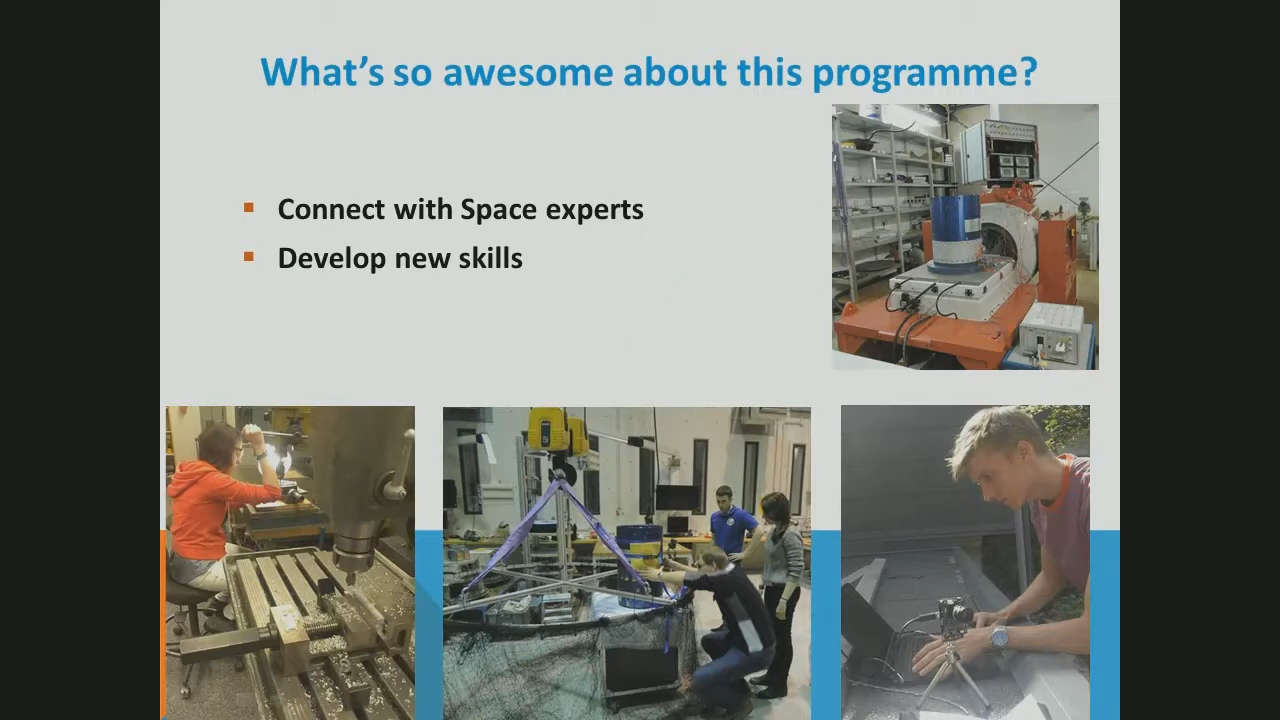 What's so awesome about this programme?
Connect with Space experts
Develop new skills